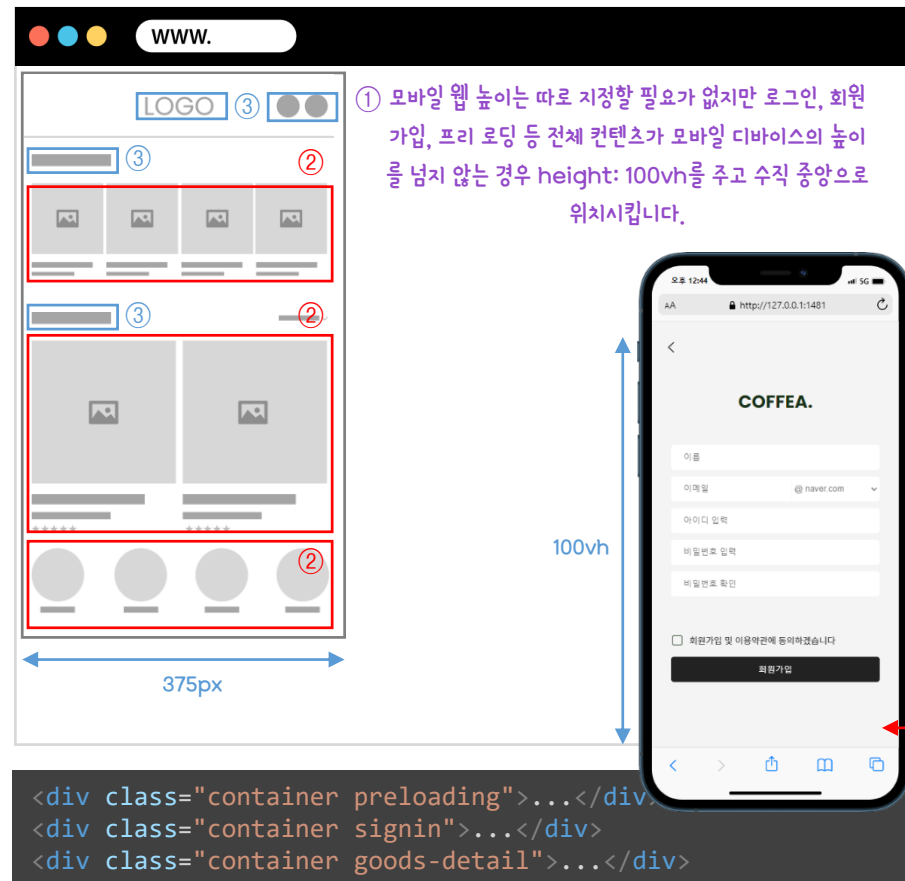 WWW.
LOGO ③
① 모바일 웹 높이는 따로 지정할 필요가 없지만 로그인, 회원
가입, 프리 로딩 등 전체 컨텐츠가 모바일 디바이스의 높이
를 넘지 않는 경우 height: 100vh를 주고 수직 중앙으로
위치시킵니다.
③ ②
③ ②
★★★★★ ★★★★★
②
375px
100vh
오후 12:44 5G
AA http://127.0.0.1:1481
COFFEA.
이름
이메일 @ naver.com
아이디 입력
비밀번호 입력
비밀번호 확인
회원가입 및 이용약관에 동의하겠습니다
회원가입
<div class="container preloading">...</div>
<div class="container signin">...</div>
<div class="container goods-detail">...</div>